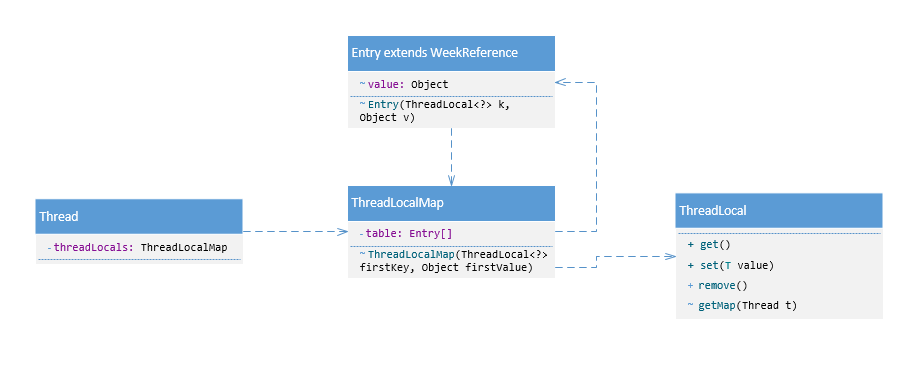 Entry extends WeekReference
~ value: Object
~ Entry(ThreadLocal<?> k,
Object v)
Thread
- threadLocals: ThreadLocalMap
ThreadLocalMap
- table: Entry[]
~ ThreadLocalMap(ThreadLocal<?>
firstKey, Object firstValue)
ThreadLocal
+ get()
+ set(T value)
+ remove()
~ getMap(Thread t)